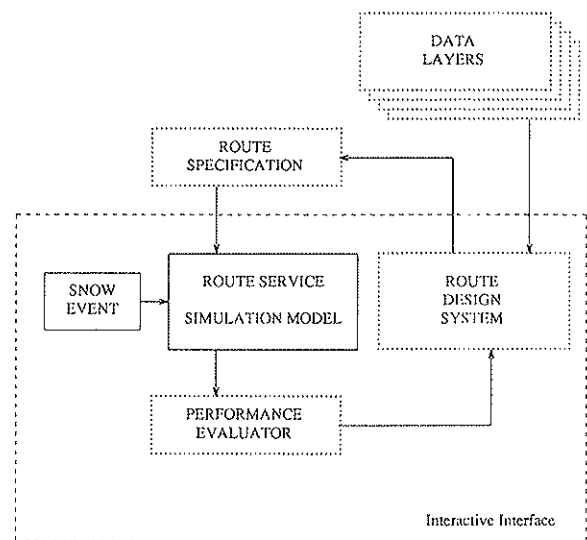 DATA
LAYERS
ROUTE
SPECIFICATION
SNOW
EVENT
ROUTE SERVICE
SIMULATION MODEL
ROUTE
DESIGN
SYSTEM
PERFORMANCE
EVALUATOR
Interactive Interface